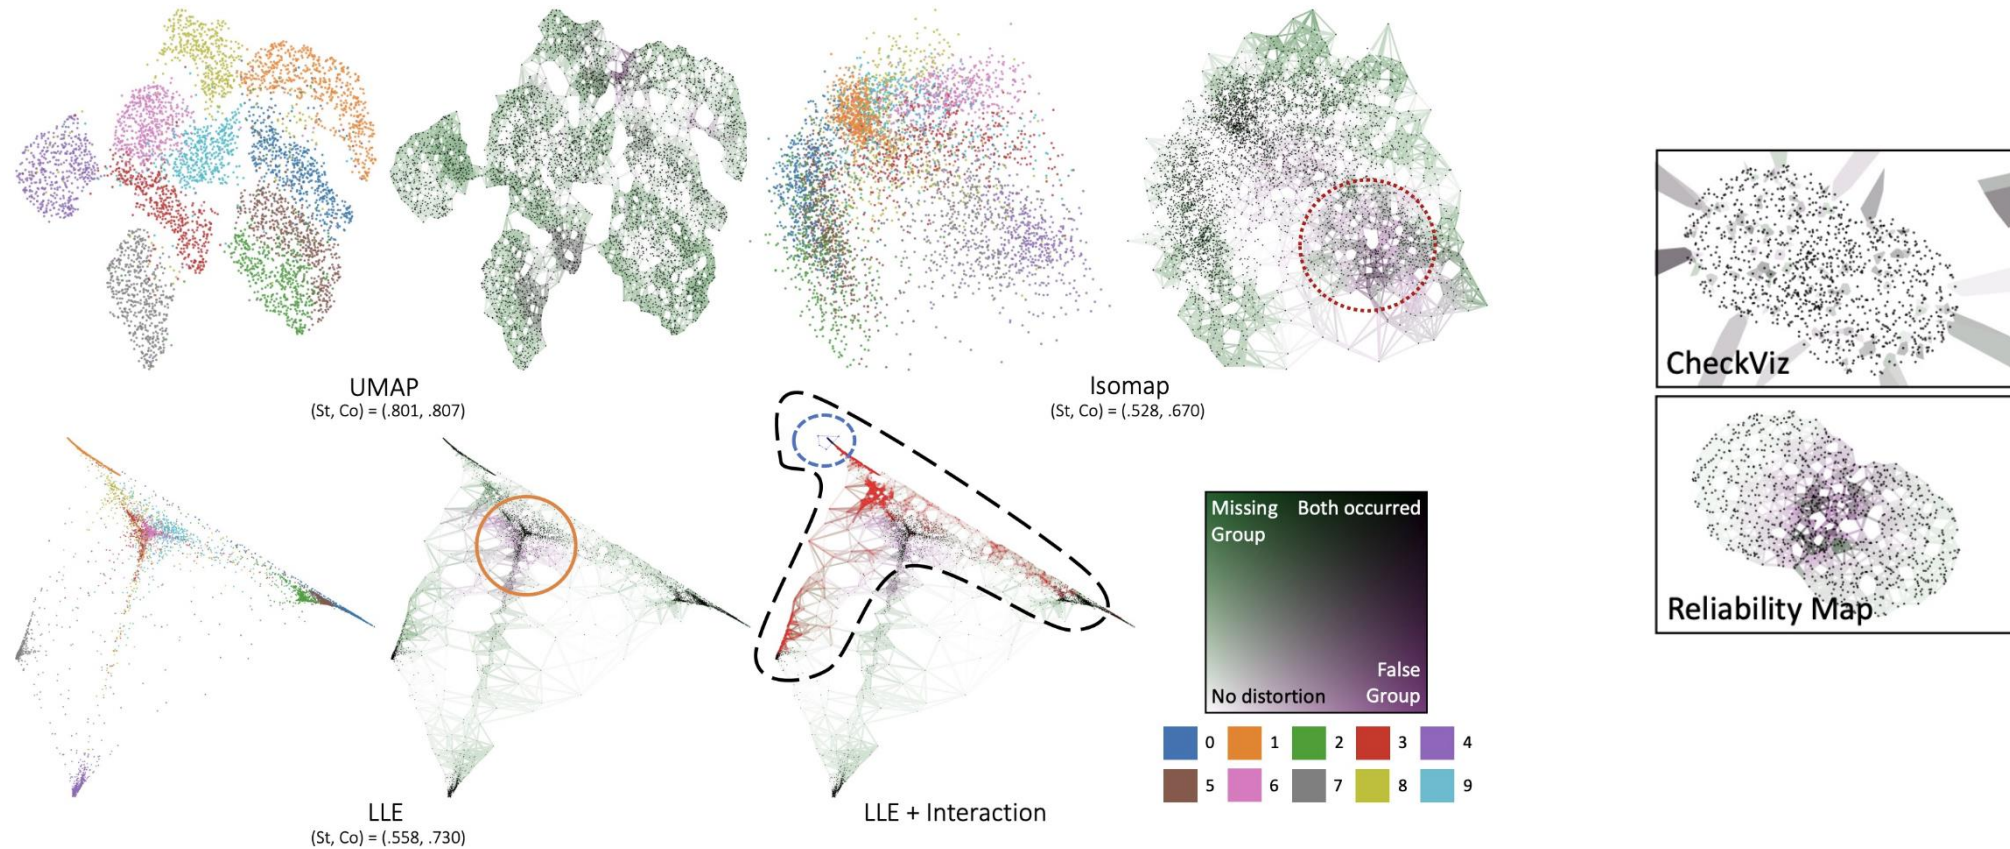 UMAP
(St, Co) = (.801, .807)
Isomap
(St, Co) = (.528, .670)
LLE
(St, Co) = (.558, .730)
LLE + Interaction
Missing Group
Both occurred
No distortion
False Group
0 1 2 3 4
5 6 7 8 9
CheckViz
Reliability Map